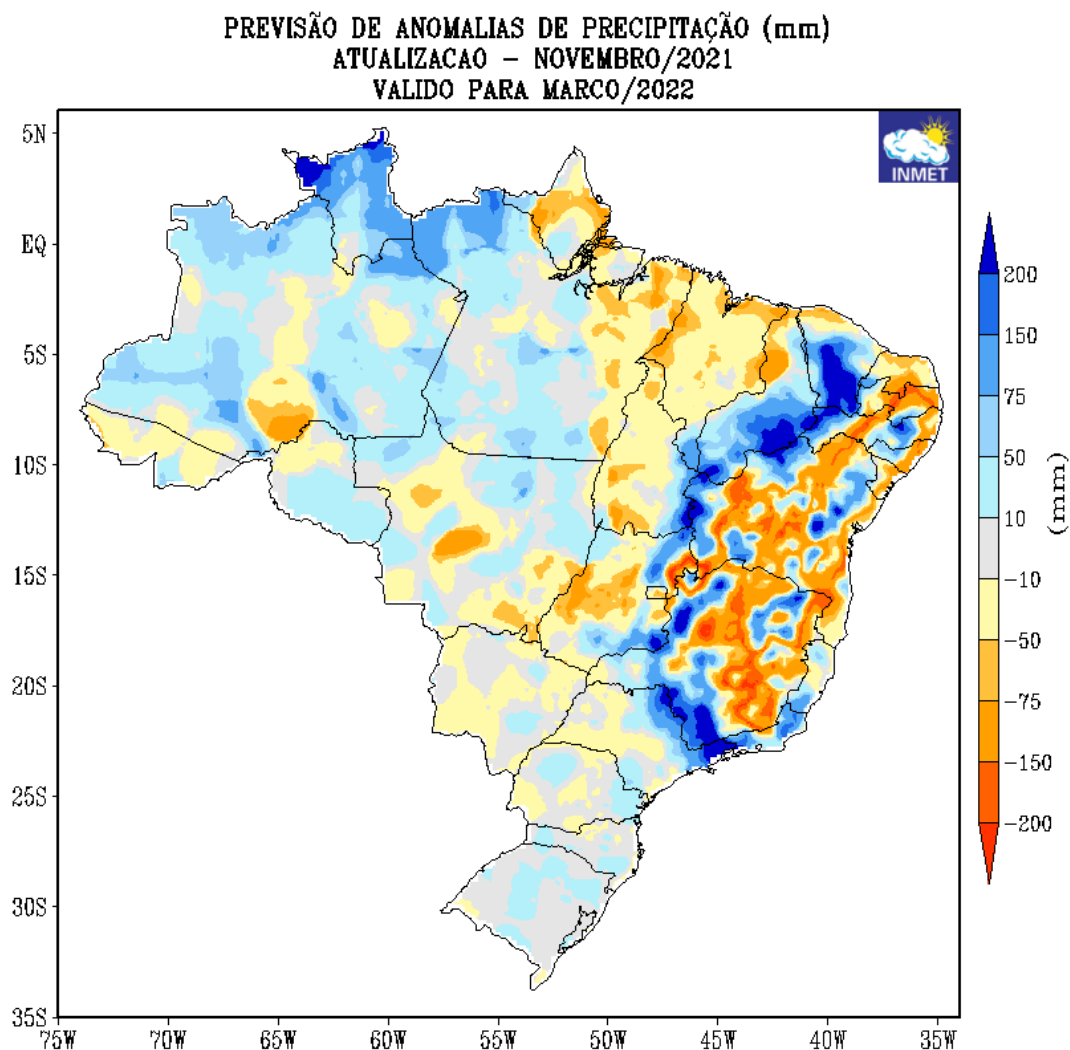 PREVISÃO DE ANOMALIAS DE PRECIPITAÇÃO (mm)
ATUALIZACAO - NOVEMBRO/2021
VALIDO PARA MARCO/2022
INMET
5N
EQ
5S
10S
15S
20S
25S
30S
35S
75W 70W 65W 60W 55W 50W 45W 40W 35W
200
150
75
50
10
-10
-50
-75
-150
-200
(mm)